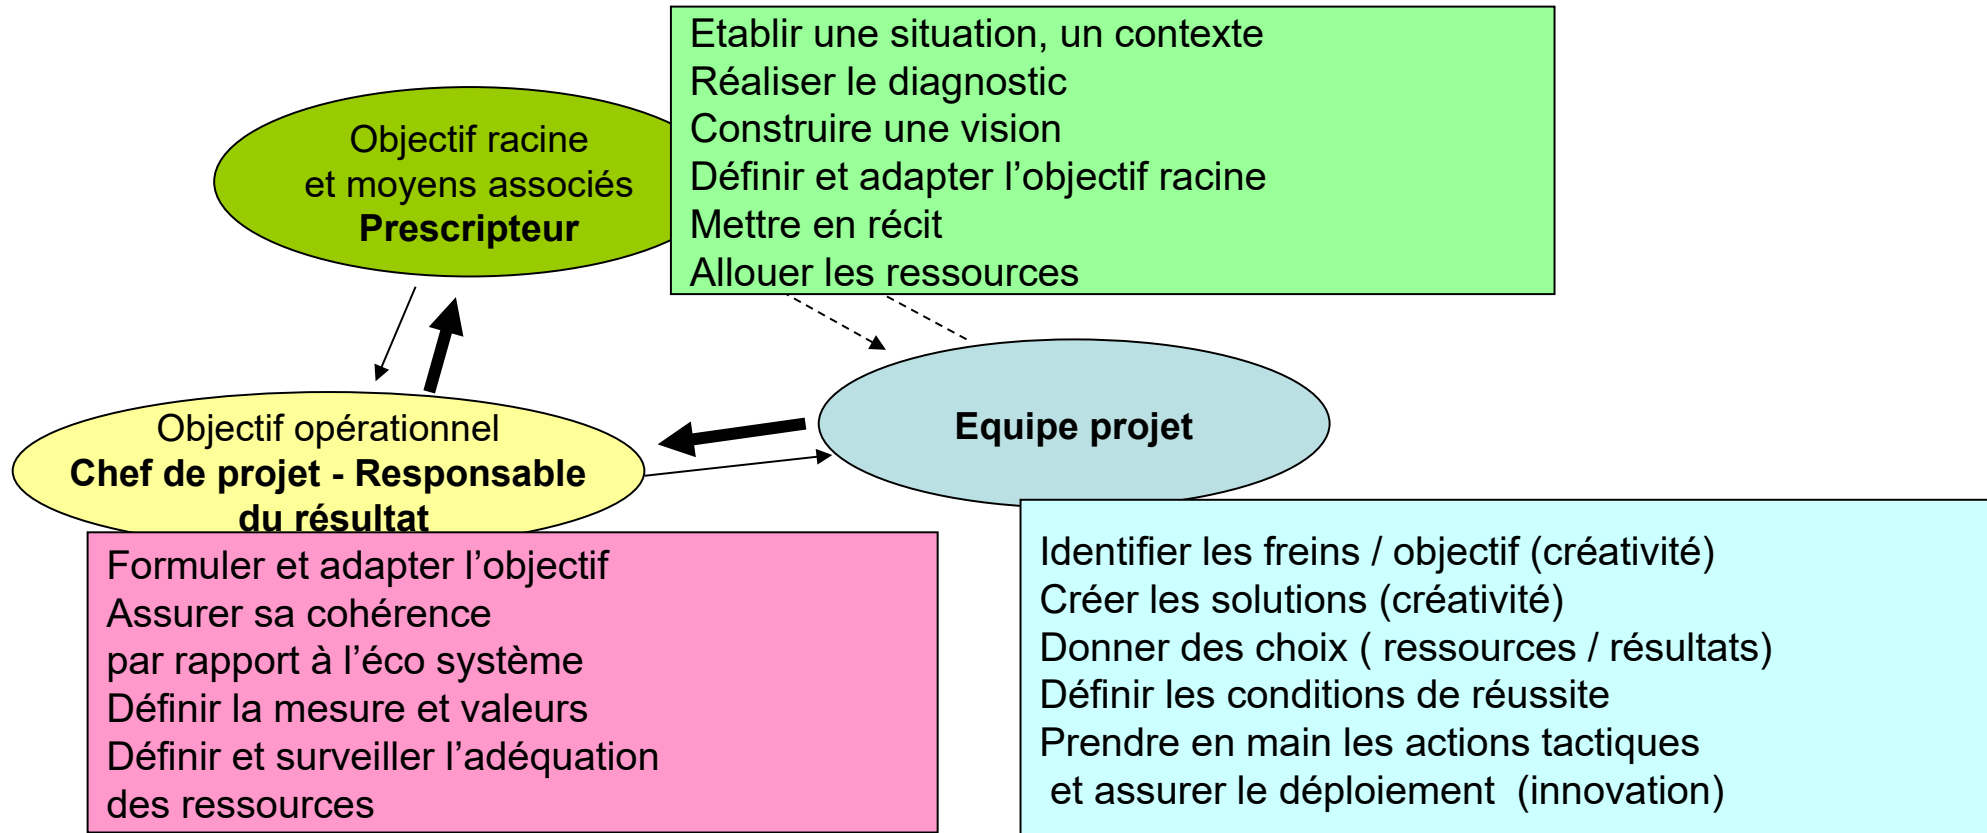 Etablir une situation, un contexte
Réaliser le diagnostic
Construire une vision
Définir et adapter l’objectif racine
Mettre en récit
Allouer les ressources
Objectif racine
et moyens associés
Prescripteur
Objectif opérationnel
Chef de projet - Responsable
du résultat
Equipe projet
Formuler et adapter l’objectif
Assurer sa cohérence
par rapport à l’éco système
Définir la mesure et valeurs
Définir et surveiller l’adéquation
des ressources
Identifier les freins / objectif (créativité)
Créer les solutions (créativité)
Donner des choix ( ressources / résultats)
Définir les conditions de réussite
Prendre en main les actions tactiques
et assurer le déploiement  (innovation)